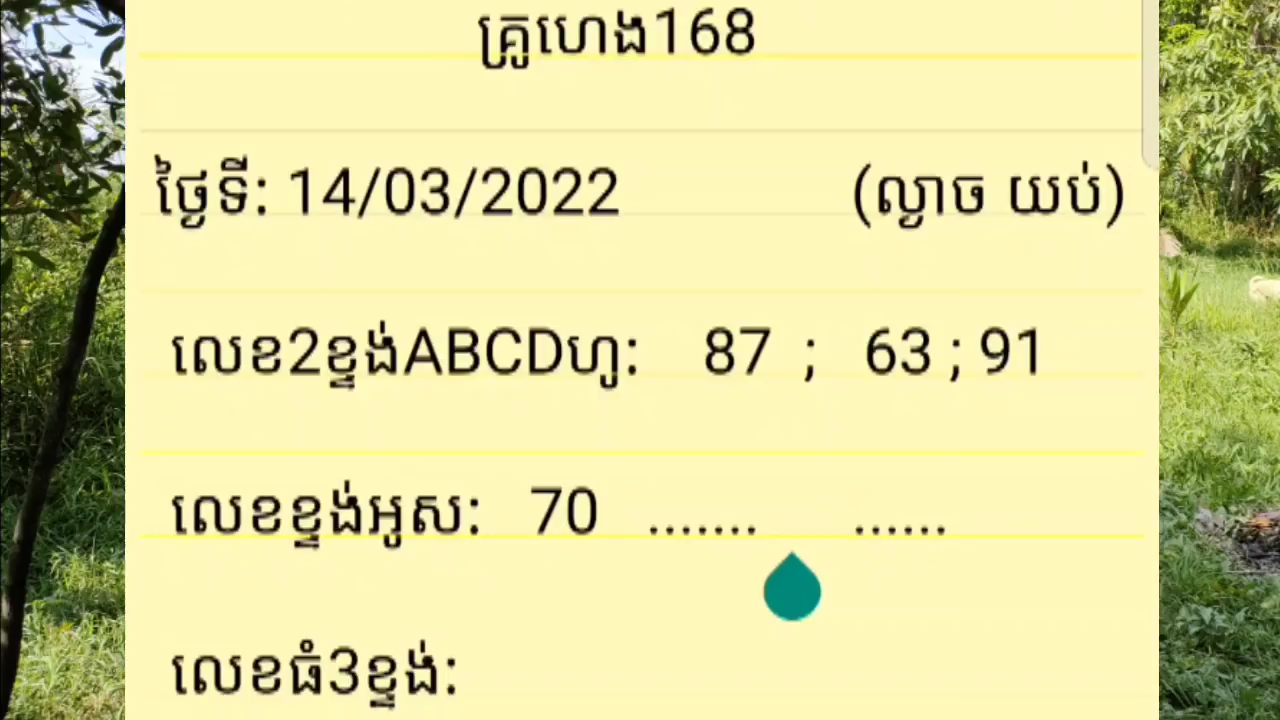 គ្រូហេង168
ថ្ងៃទី: 14/03/2022 (ល្ងាច យប់)
លេខ2ខ្ទង់ABCDហូ: 87 ; 63 ; 91
លេខខ្ទង់អូស: 70 ....... ......
លេខធំ3ខ្ទង់: